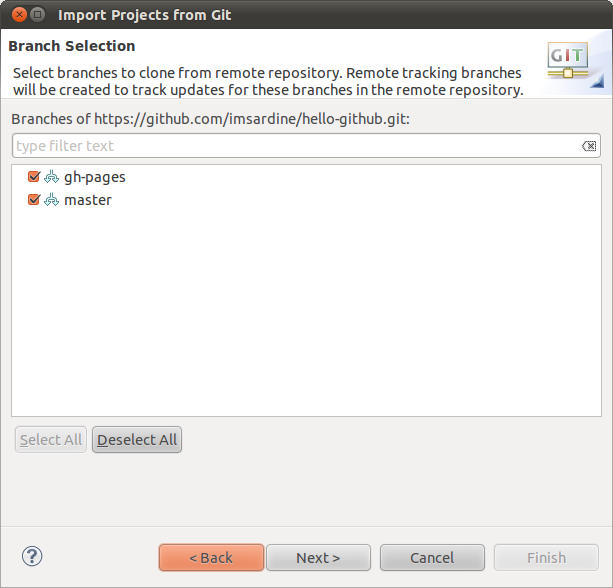 Import Projects from Git
Branch Selection
GIT
Select branches to clone from remote repository. Remote tracking branches
will be created to track updates for these branches in the remote repository.
Branches of https://github.com/imsardine/hello-github.git:
type filter text
gh-pages
master
Select All
Deselect All
?
< Back
Next >
Cancel
Finish